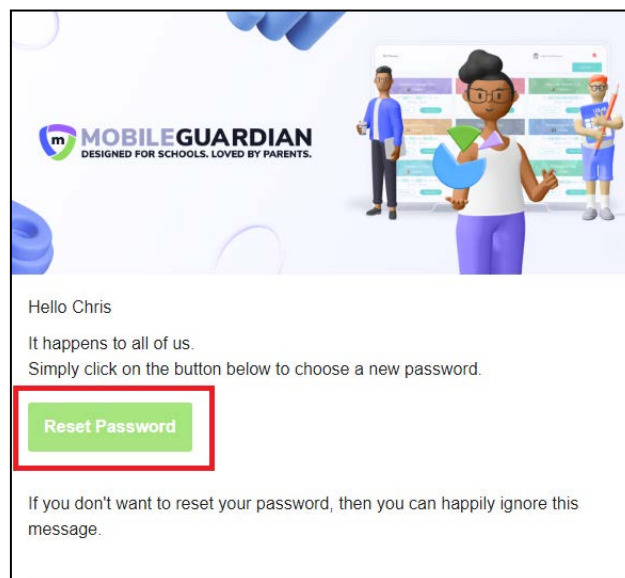 MOBILEGUARDIAN
DESIGNED FOR SCHOOLS. LOVED BY PARENTS.
Hello Chris
It happens to all of us.
Simply click on the button below to choose a new password.
Reset Password
If you don't want to reset your password, then you can happily ignore this
message.